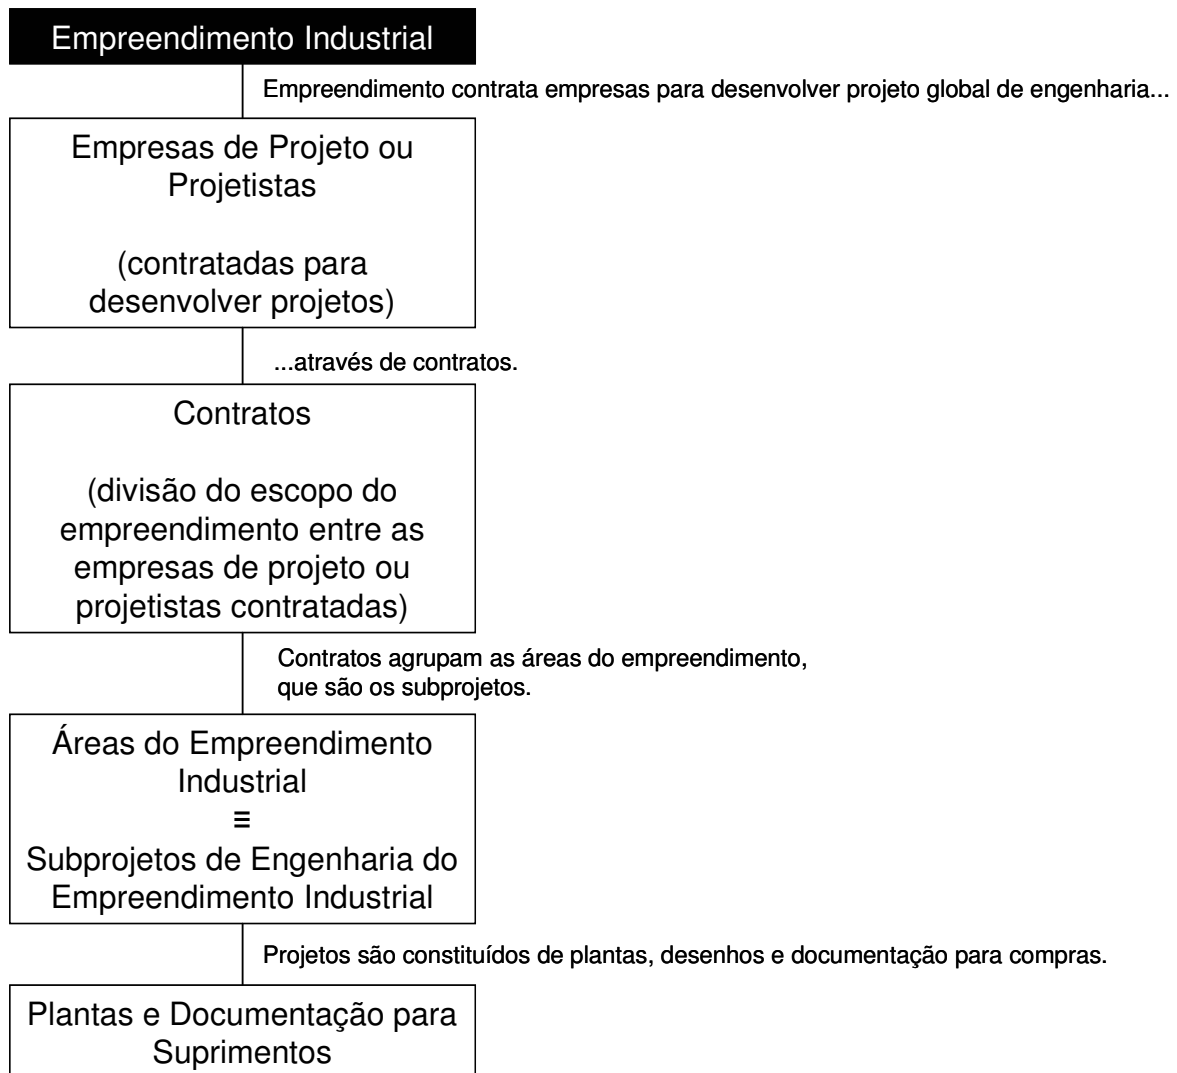 Empreendimento Industrial
Empreendimento contrata empresas para desenvolver projeto global de engenharia...
Empresas de Projeto ou
Projetistas
(contratadas para
desenvolver projetos)
...através de contratos.
Contratos
(divisão do escopo do
empreendimento entre as
empresas de projeto ou
projetistas contratadas)
Contratos agrupam as áreas do empreendimento,
que são os subprojetos.
Áreas do Empreendimento
Industrial
≡
Subprojetos de Engenharia do
Empreendimento Industrial
Projetos são constituídos de plantas, desenhos e documentação para compras.
Plantas e Documentação para
Suprimentos